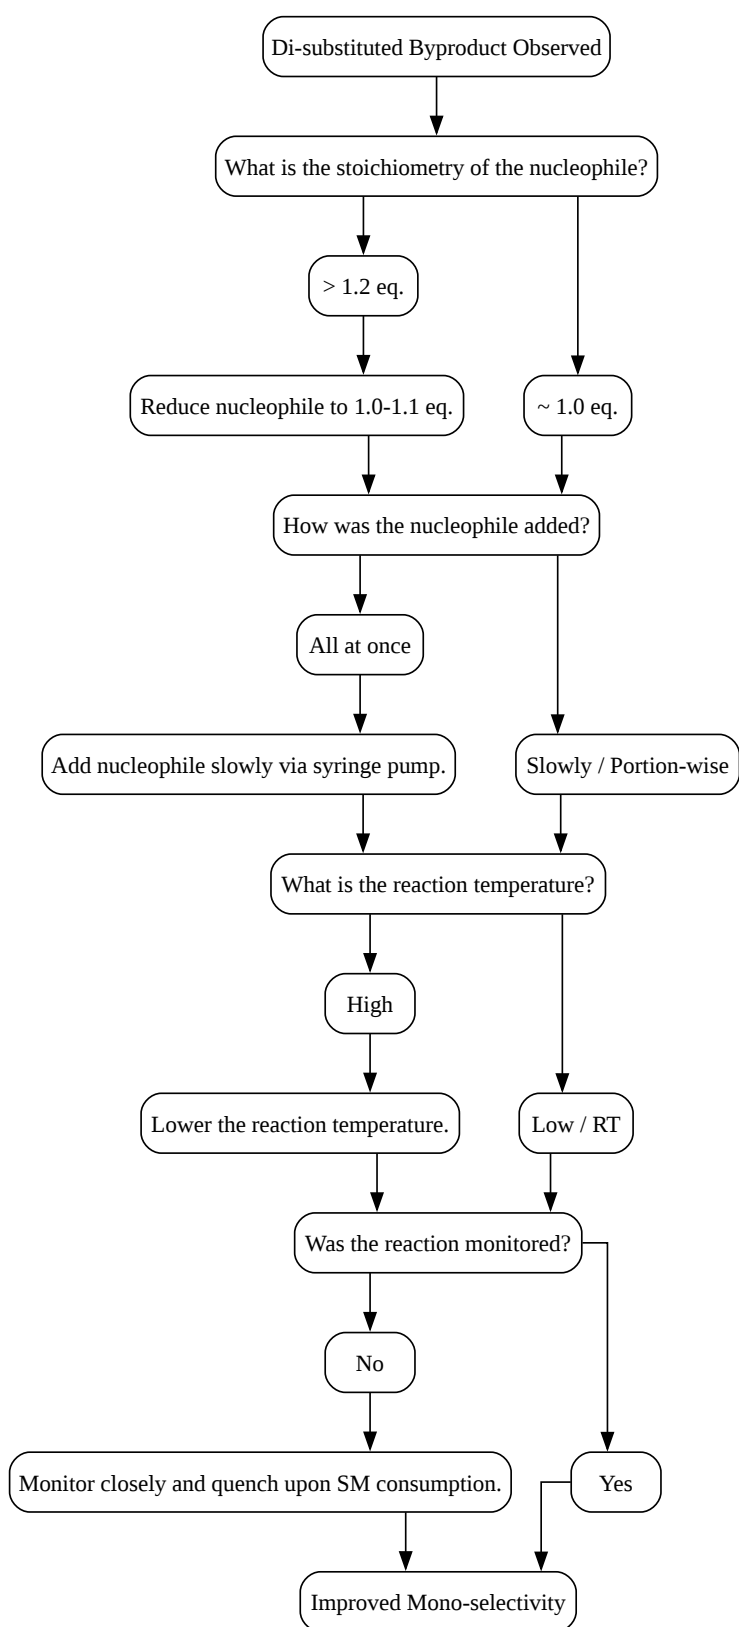 Di-substituted Byproduct Observed
What is the stoichiometry of the nucleophile?
> 1.2 eq.
Reduce nucleophile to 1.0-1.1 eq.
~ 1.0 eq.
How was the nucleophile added?
All at once
Add nucleophile slowly via syringe pump.
Slowly / Portion-wise
What is the reaction temperature?
High
Lower the reaction temperature.
Low / RT
Was the reaction monitored?
No
Monitor closely and quench upon SM consumption.
Yes
Improved Mono-selectivity